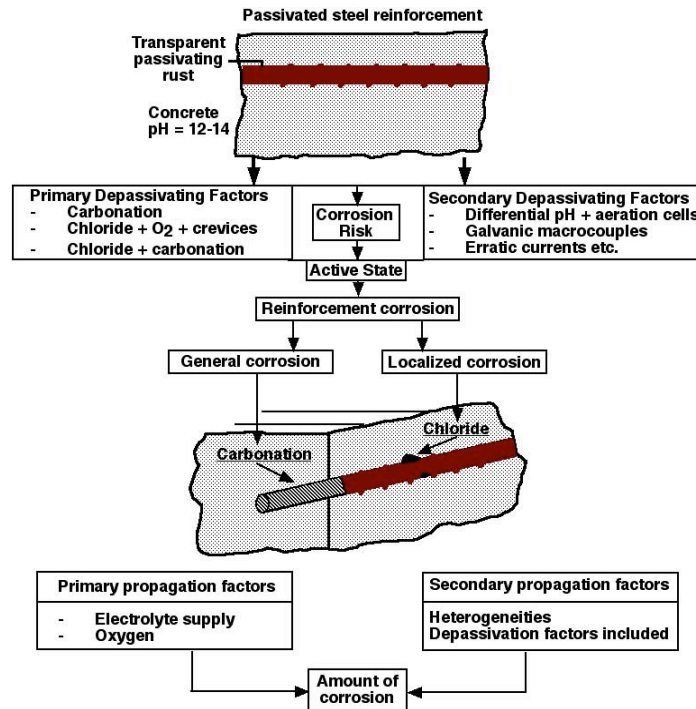 Passivated steel reinforcement
Transparent
passivating
rust
Concrete
pH = 12-14
Primary Depassivating Factors
- Carbonation
- Chloride + O2 + crevices
- Chloride + carbonation
Corrosion
Risk
Secondary Depassivating Factors
- Differential pH + aeration cells
- Galvanic macrocouples
- Erratic currents etc.
Active State
Reinforcement corrosion
General corrosion
Localized corrosion
Chloride
Carbonation
Primary propagation factors
- Electrolyte supply
- Oxygen
Secondary propagation factors
Heterogeneities
Depassivation factors included
Amount of
corrosion